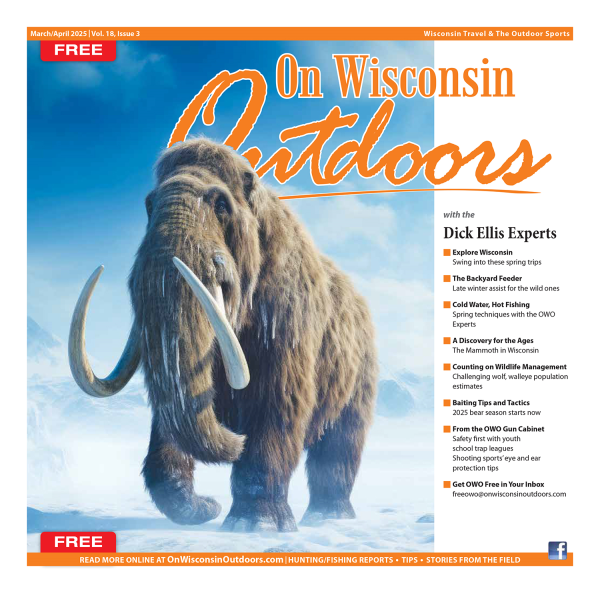 March/April 2025 | Vol. 18, Issue 3
Wisconsin Travel & The Outdoor Sports
FREE
On Wisconsin
Outdoors
with the
Dick Ellis Experts
Explore Wisconsin
Swing into these spring trips
The Backyard Feeder
Late winter assist for the wild ones
Cold Water, Hot Fishing
Spring techniques with the OWO
Experts
A Discovery for the Ages
The Mammoth in Wisconsin
Counting on Wildlife Management
Challenging wolf, walleye population
estimates
Baiting Tips and Tactics
2025 bear season starts now
From the OWO Gun Cabinet
Safety first with youth
school trap leagues
Shooting sports' eye and ear
protection tips
Get OWO Free in Your Inbox
freeowo@onwisconsinoutdoors.com
FREE
READ MORE ONLINE AT OnWisconsinOutdoors.com | HUNTING/FISHING REPORTS • TIPS • STORIES FROM THE FIELD
f